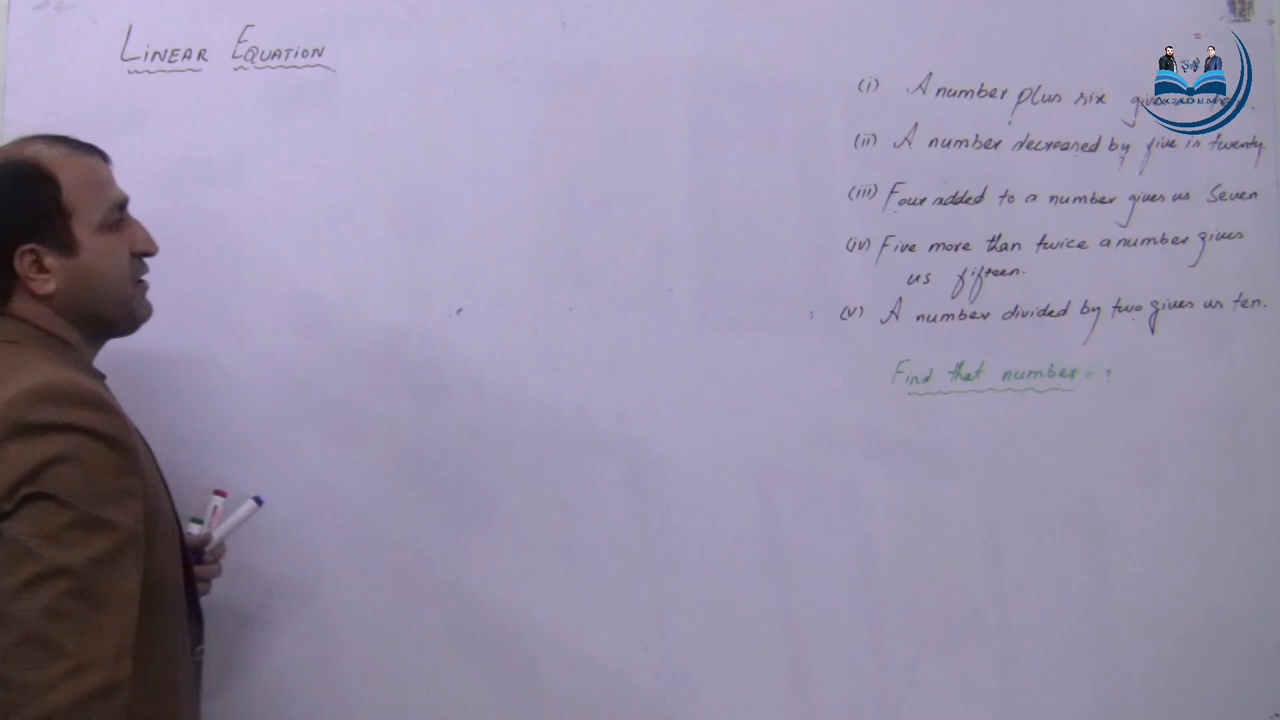 LINEAR EQUATION
(i) A number plus six
ACADEMY
(ii) A number decreased by five is twenty.
(iii) Four added to a number gives us Seven
(iv) Five more than twice a number gives
us fifteen.
(v) A number divided by two gives us ten.
Find that number = ?